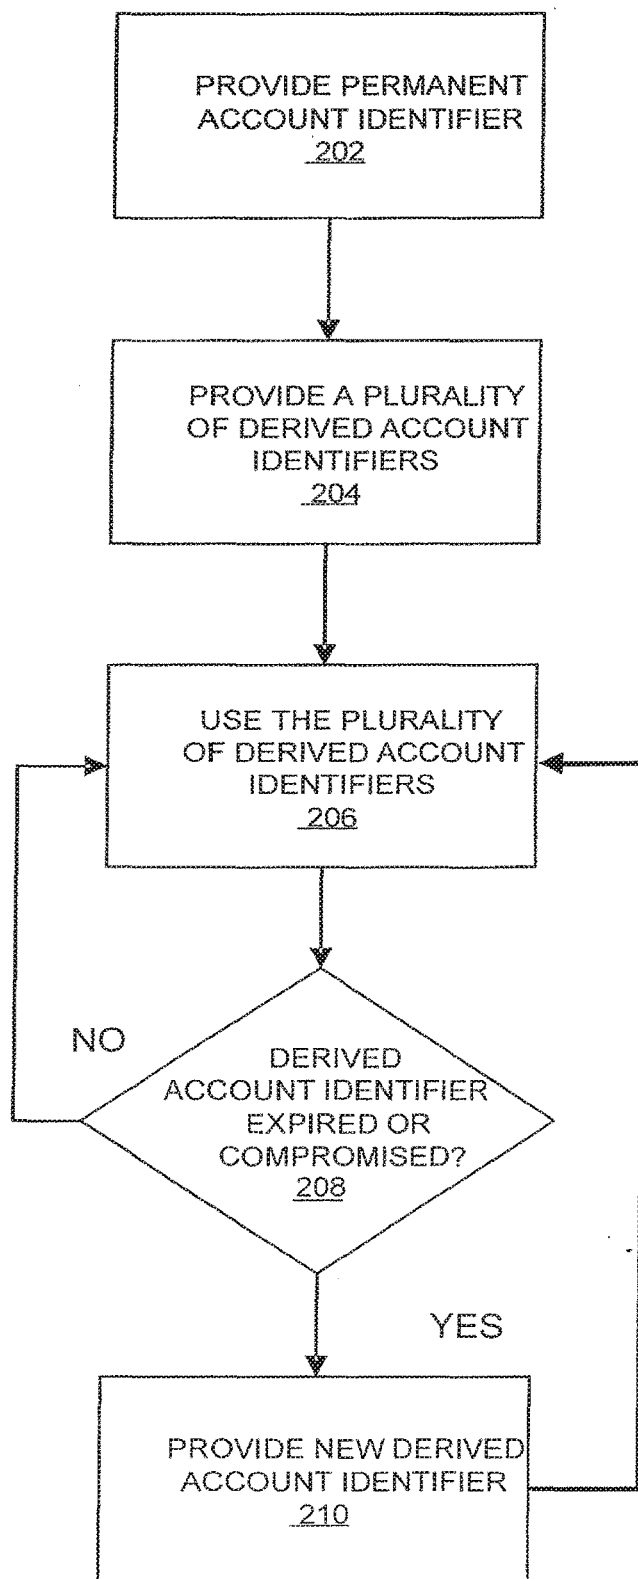 PROVIDE PERMANENT
ACCOUNT IDENTIFIER
202
PROVIDE A PLURALITY
OF DERIVED ACCOUNT
IDENTIFIERS
204
USE THE PLURALITY
OF DERIVED ACCOUNT
IDENTIFIERS
206
NO
DERIVED
ACCOUNT IDENTIFIER
EXPIRED OR
COMPROMISED?
208
YES
PROVIDE NEW DERIVED
ACCOUNT IDENTIFIER
210